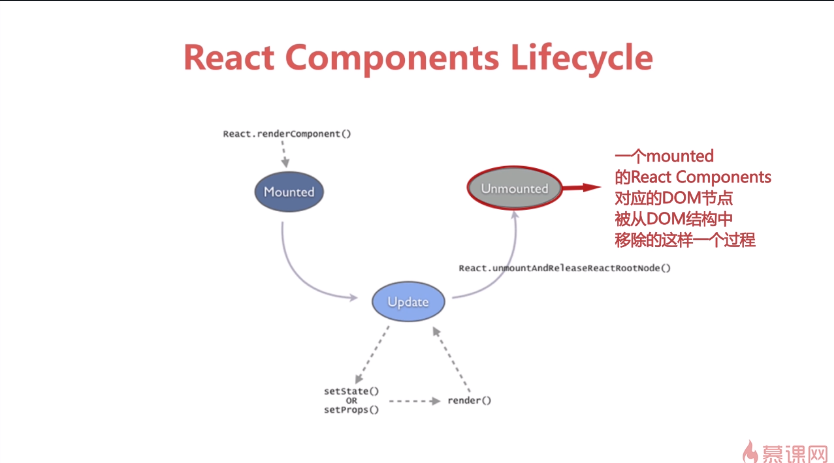 React Components Lifecycle
React.renderComponent()
Mounted
Unmounted
一个mounted
的React Components
对应的DOM节点
被从DOM结构中
移除的这样一个过程
React.unmountAndReleaseReactRootNode()
Update
setState()
OR
setProps()
render()
慕课网